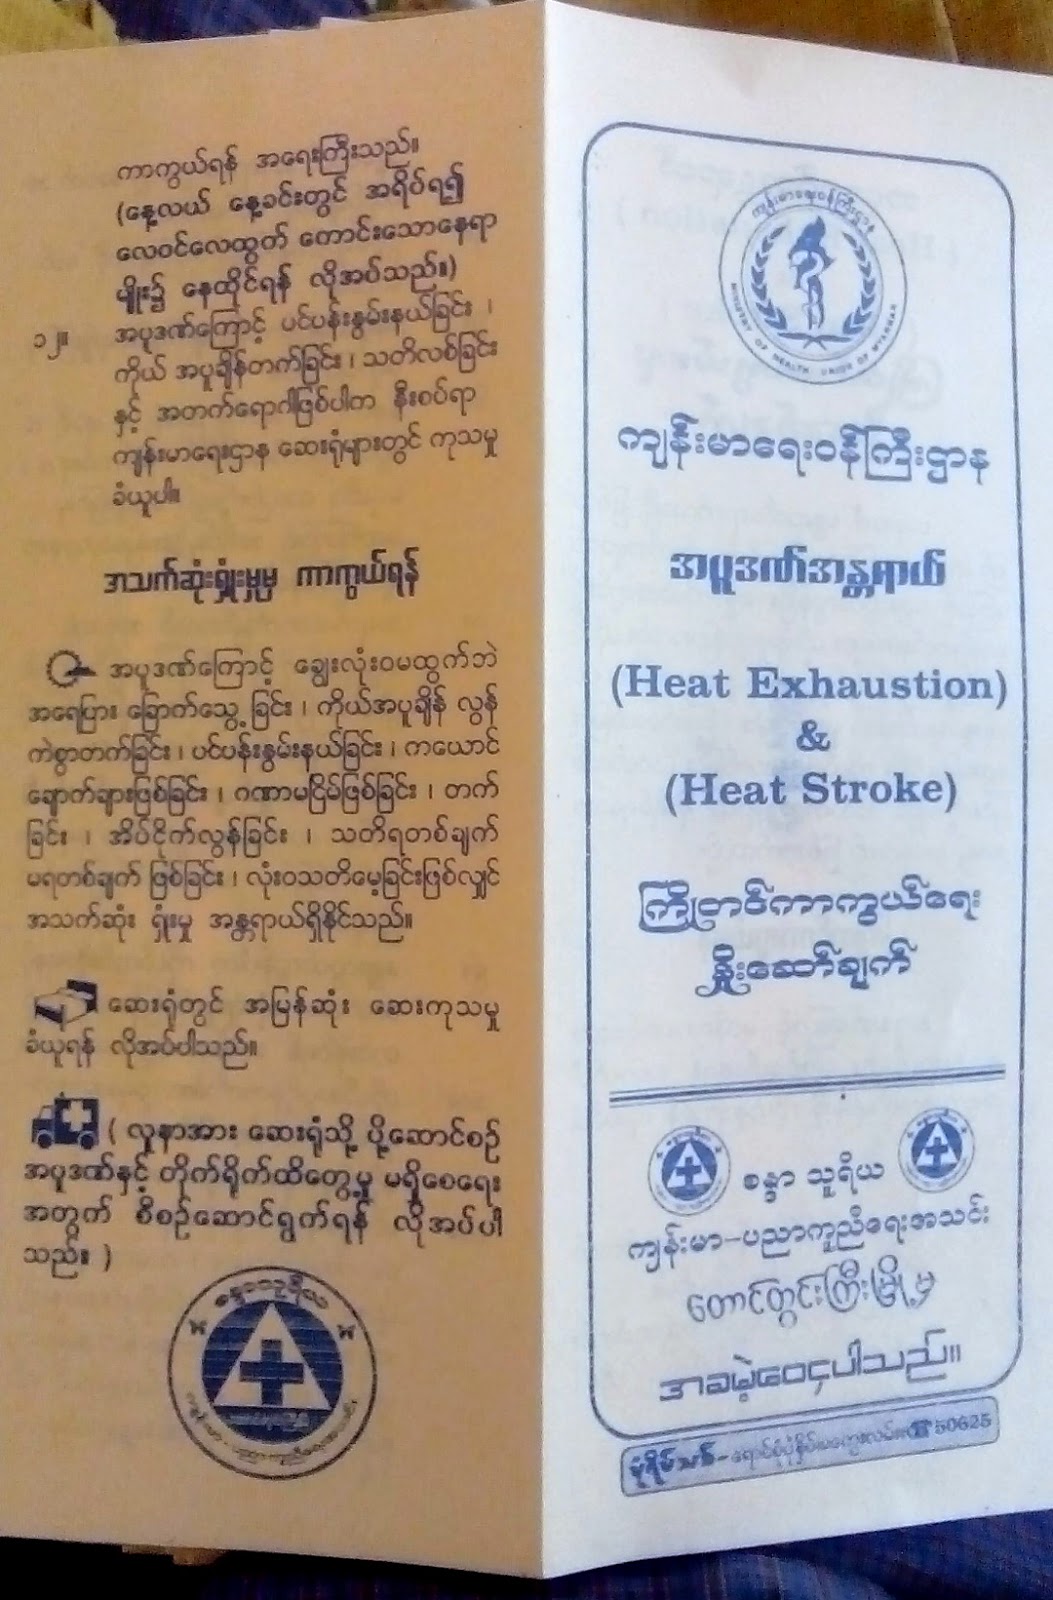 ကာကွယ်ရန် အရေးကြီးသည်။
(နေ့လယ် နေ့ခင်းတွင် အရိပ်ရ၍
လေဝင်လေထွက် ကောင်းသောနေရာ
မျိုး၌ နေထိုင်ရန် လိုအပ်သည်။)
၁၂။ အပူဒဏ်ကြောင့် ပင်ပန်းနွမ်းနယ်ခြင်း ၊
ကိုယ် အပူချိန်တက်ခြင်း ၊ သတိလစ်ခြင်း
နှင့် အတက်ရောဂါဖြစ်ပါက နီးစပ်ရာ
ကျန်းမာရေးဌာန ဆေးရုံများတွင် ကုသမှု
ခံယူပါ။
အသက်ဆုံးရှုံးမှုမှ ကာကွယ်ရန်
အပူဒဏ်ကြောင့် ချွေးလုံးဝမထွက်ဘဲ
အရေပြား ခြောက်သွေ့ ခြင်း ၊ ကိုယ်အပူချိန် လွန်
ကဲစွာတက်ခြင်း ၊ ပင်ပန်းနွမ်းနယ်ခြင်း ၊ ကယောင်
ချောက်ချားဖြစ်ခြင်း ၊ ဂဏာမငြိမ်ဖြစ်ခြင်း ၊ တက်
ခြင်း ၊ အိပ်ငိုက်လွန်ခြင်း ၊ သတိရတစ်ချက်
မရတစ်ချက် ဖြစ်ခြင်း ၊ လုံးဝသတိမေ့ခြင်းဖြစ်လျှင်
အသက်ဆုံး ရှုံးမှု အန္တရာယ်ရှိနိုင်သည်။
ဆေးရုံတွင် အမြန်ဆုံး ဆေးကုသမှု
ခံယူရန် လိုအပ်ပါသည်။
( လူနာအား ဆေးရုံသို့ ပို့ဆောင်စဉ်
အပူဒဏ်နှင့် တိုက်ရိုက်ထိတွေ့မှု မရှိစေရေး
အတွက် စီစဉ်ဆောင်ရွက်ရန် လိုအပ်ပါ
သည်။ )
စန္ဒာသူရိယ
ကျန်းမာရေးဝန်ကြီးဌာန
MINISTRY OF HEALTH UNION OF MYANMAR
ကျန်းမာရေးဝန်ကြီးဌာန
အပူဒဏ်အန္တရာယ်
(Heat Exhaustion)
&
(Heat Stroke)
ကြိုတင်ကာကွယ်ရေး
နှိုးဆော်ချက်
စန္ဒာ သူရိယ
ကျန်းမာ-ပညာကူညီရေးအသင်း
တောင်တွင်းကြီးမြို့မှ
အခမဲ့ဝေငှပါသည်။
50625